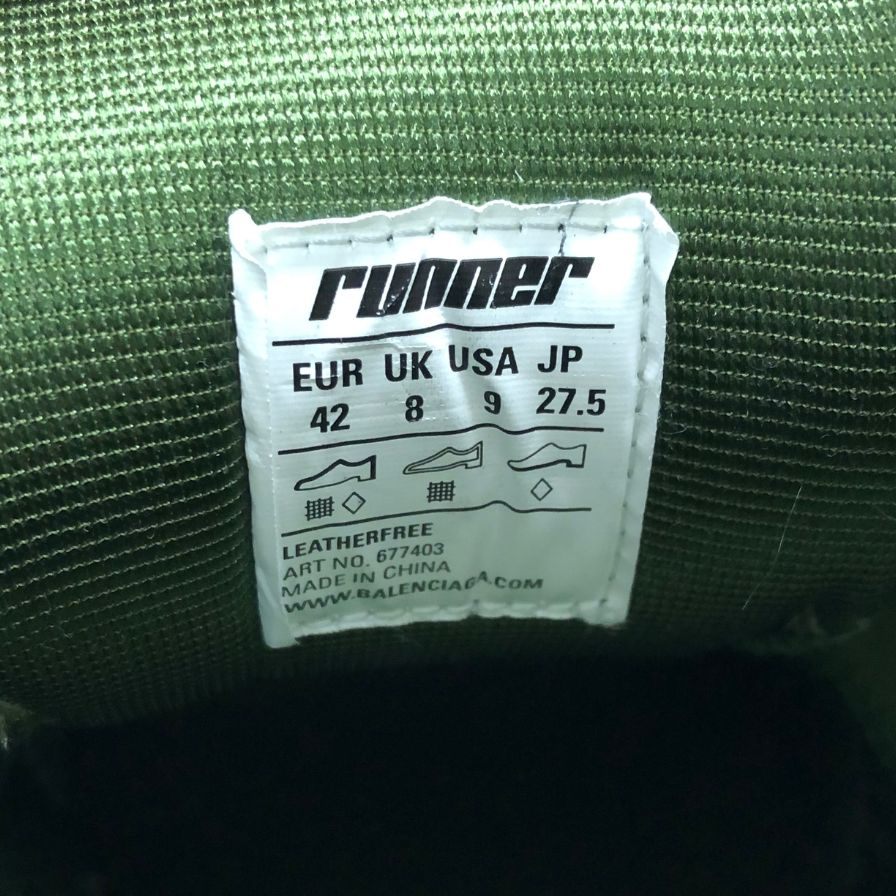 runner
EUR UK USA JP
42 8 9 27.5
LEATHERFREE
ART NO. 677403
MADE IN CHINA
WWW.BALENCIAGA.COM